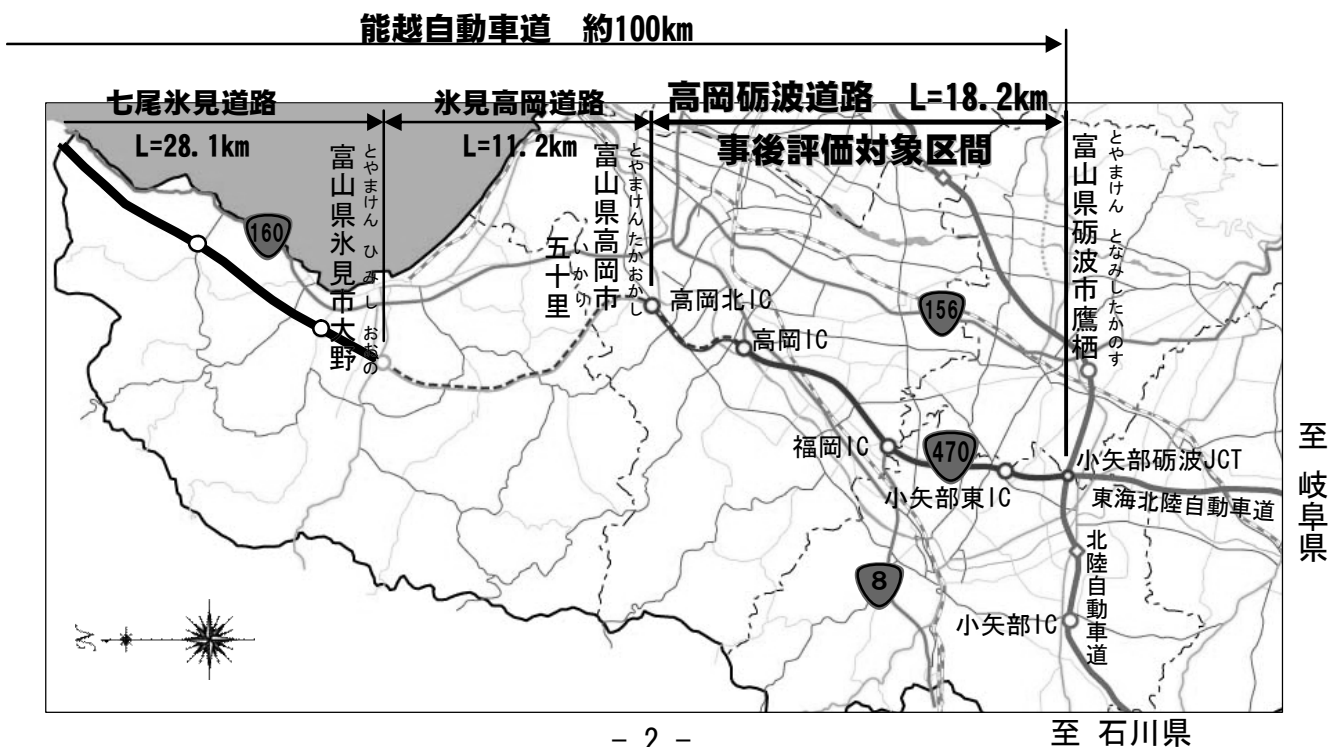 能越自動車道　約100km
七尾氷見道路
L=28.1km
氷見高岡道路
L=11.2km
高岡砺波道路　L=18.2km
事後評価対象区間
富山県氷見市大野
とやまけん ひみし おおの
富山県高岡市
とやまけんたかおかし
五十里
いかり
富山県砺波市鷹栖
とやまけん となみしたかのす
160
高岡北IC
高岡IC
156
福岡IC
470
小矢部東IC
小矢部砺波JCT
東海北陸自動車道
北陸自動車道
8
小矢部IC
至 岐阜県
N
至 石川県
- 2 -